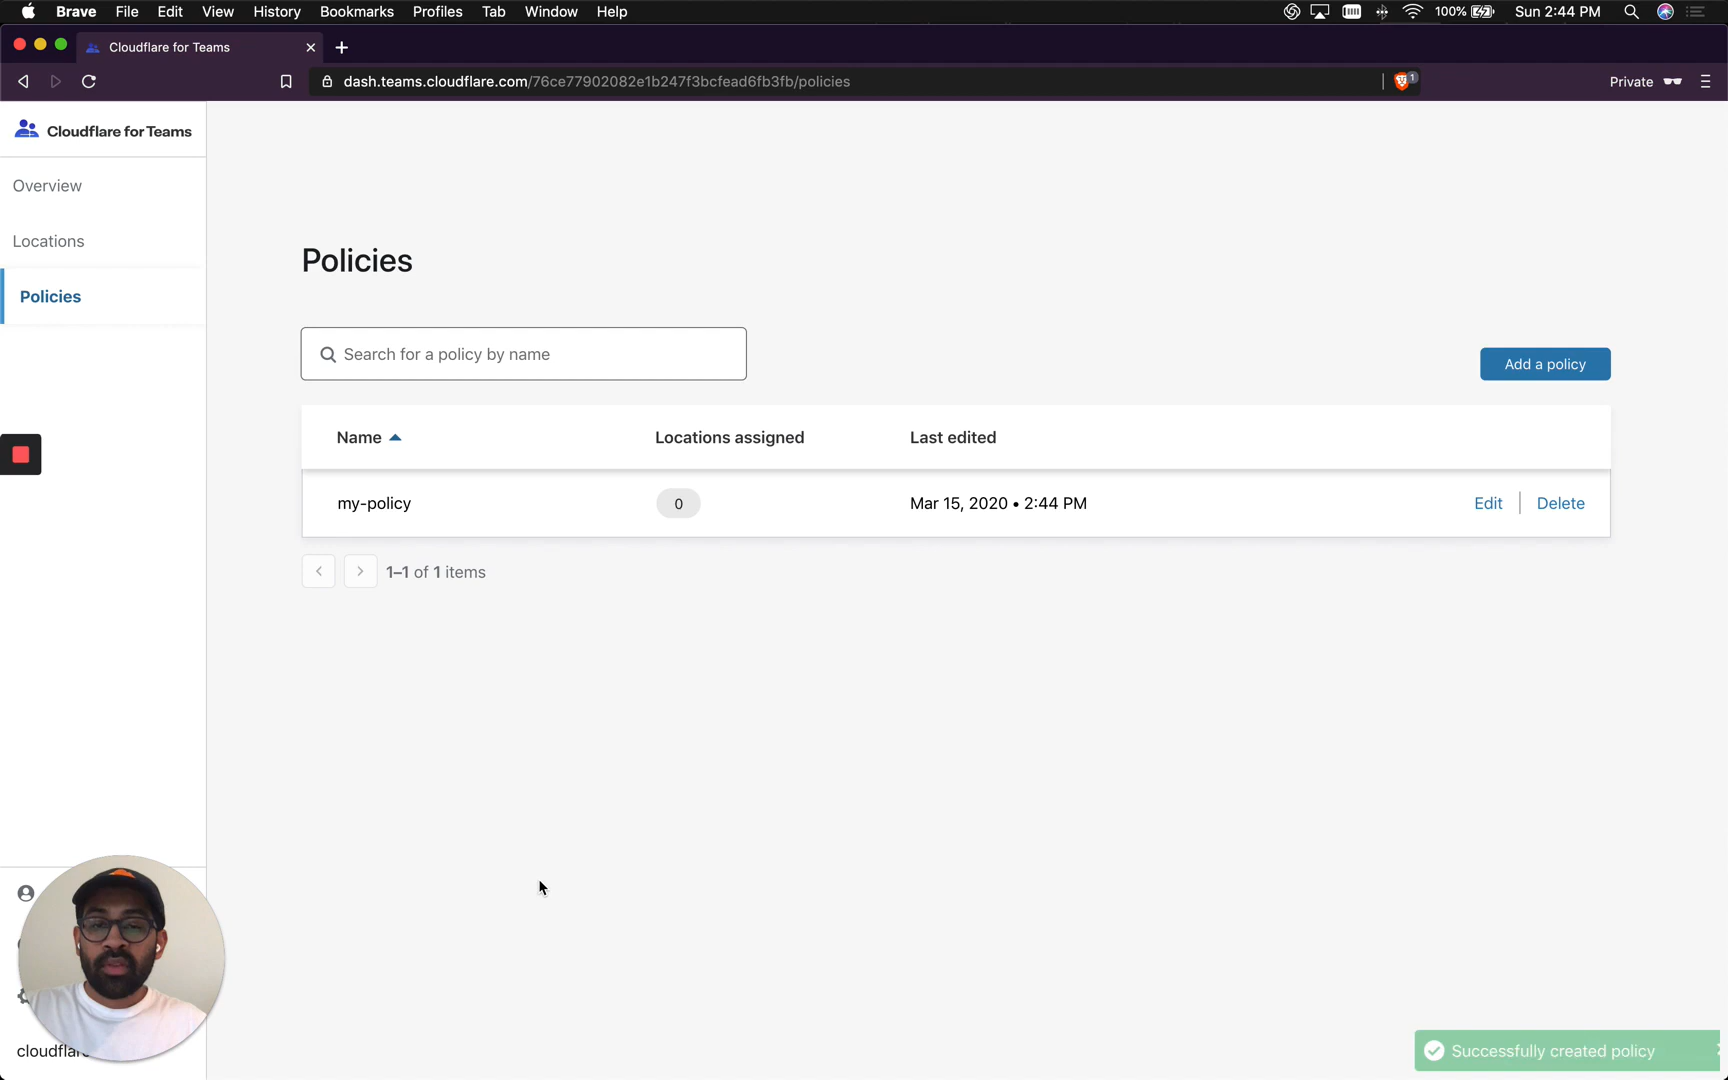 Brave File Edit View History Bookmarks Profiles Tab Window Help 100% Sun 2:44 PM
Cloudflare for Teams
dash.teams.cloudflare.com/76ce77902082e1b247f3bcfead6fb3fb/policies 1 Private
Cloudflare for Teams
Overview
Locations
Policies
Policies
Search for a policy by name
Add a policy
Name Locations assigned Last edited
my-policy 0 Mar 15, 2020 • 2:44 PM Edit Delete
1–1 of 1 items
Successfully created policy